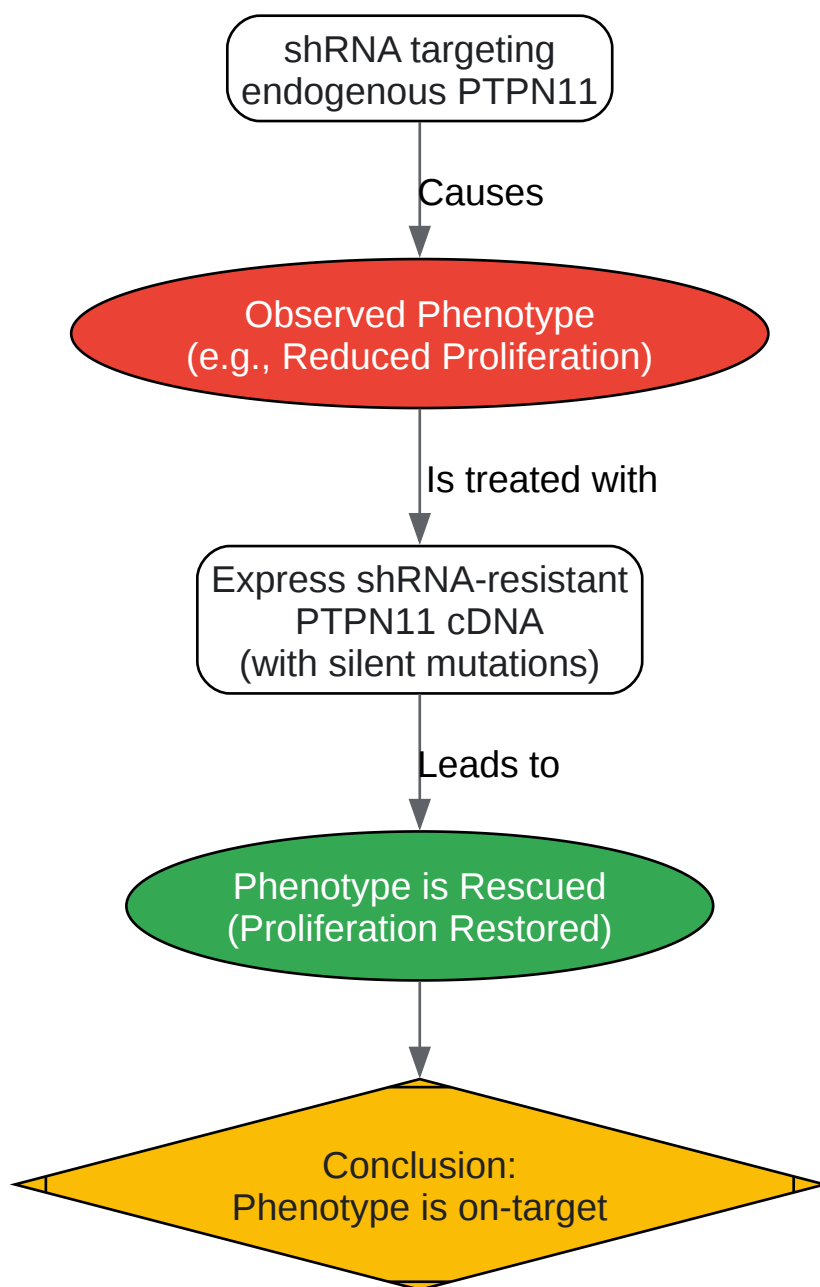 shRNA targeting
endogenous PTPN11
Causes
Observed Phenotype
(e.g., Reduced Proliferation)
Is treated with
Express shRNA-resistant
PTPN11 cDNA
(with silent mutations)
Leads to
Phenotype is Rescued
(Proliferation Restored)
Conclusion:
Phenotype is on-target